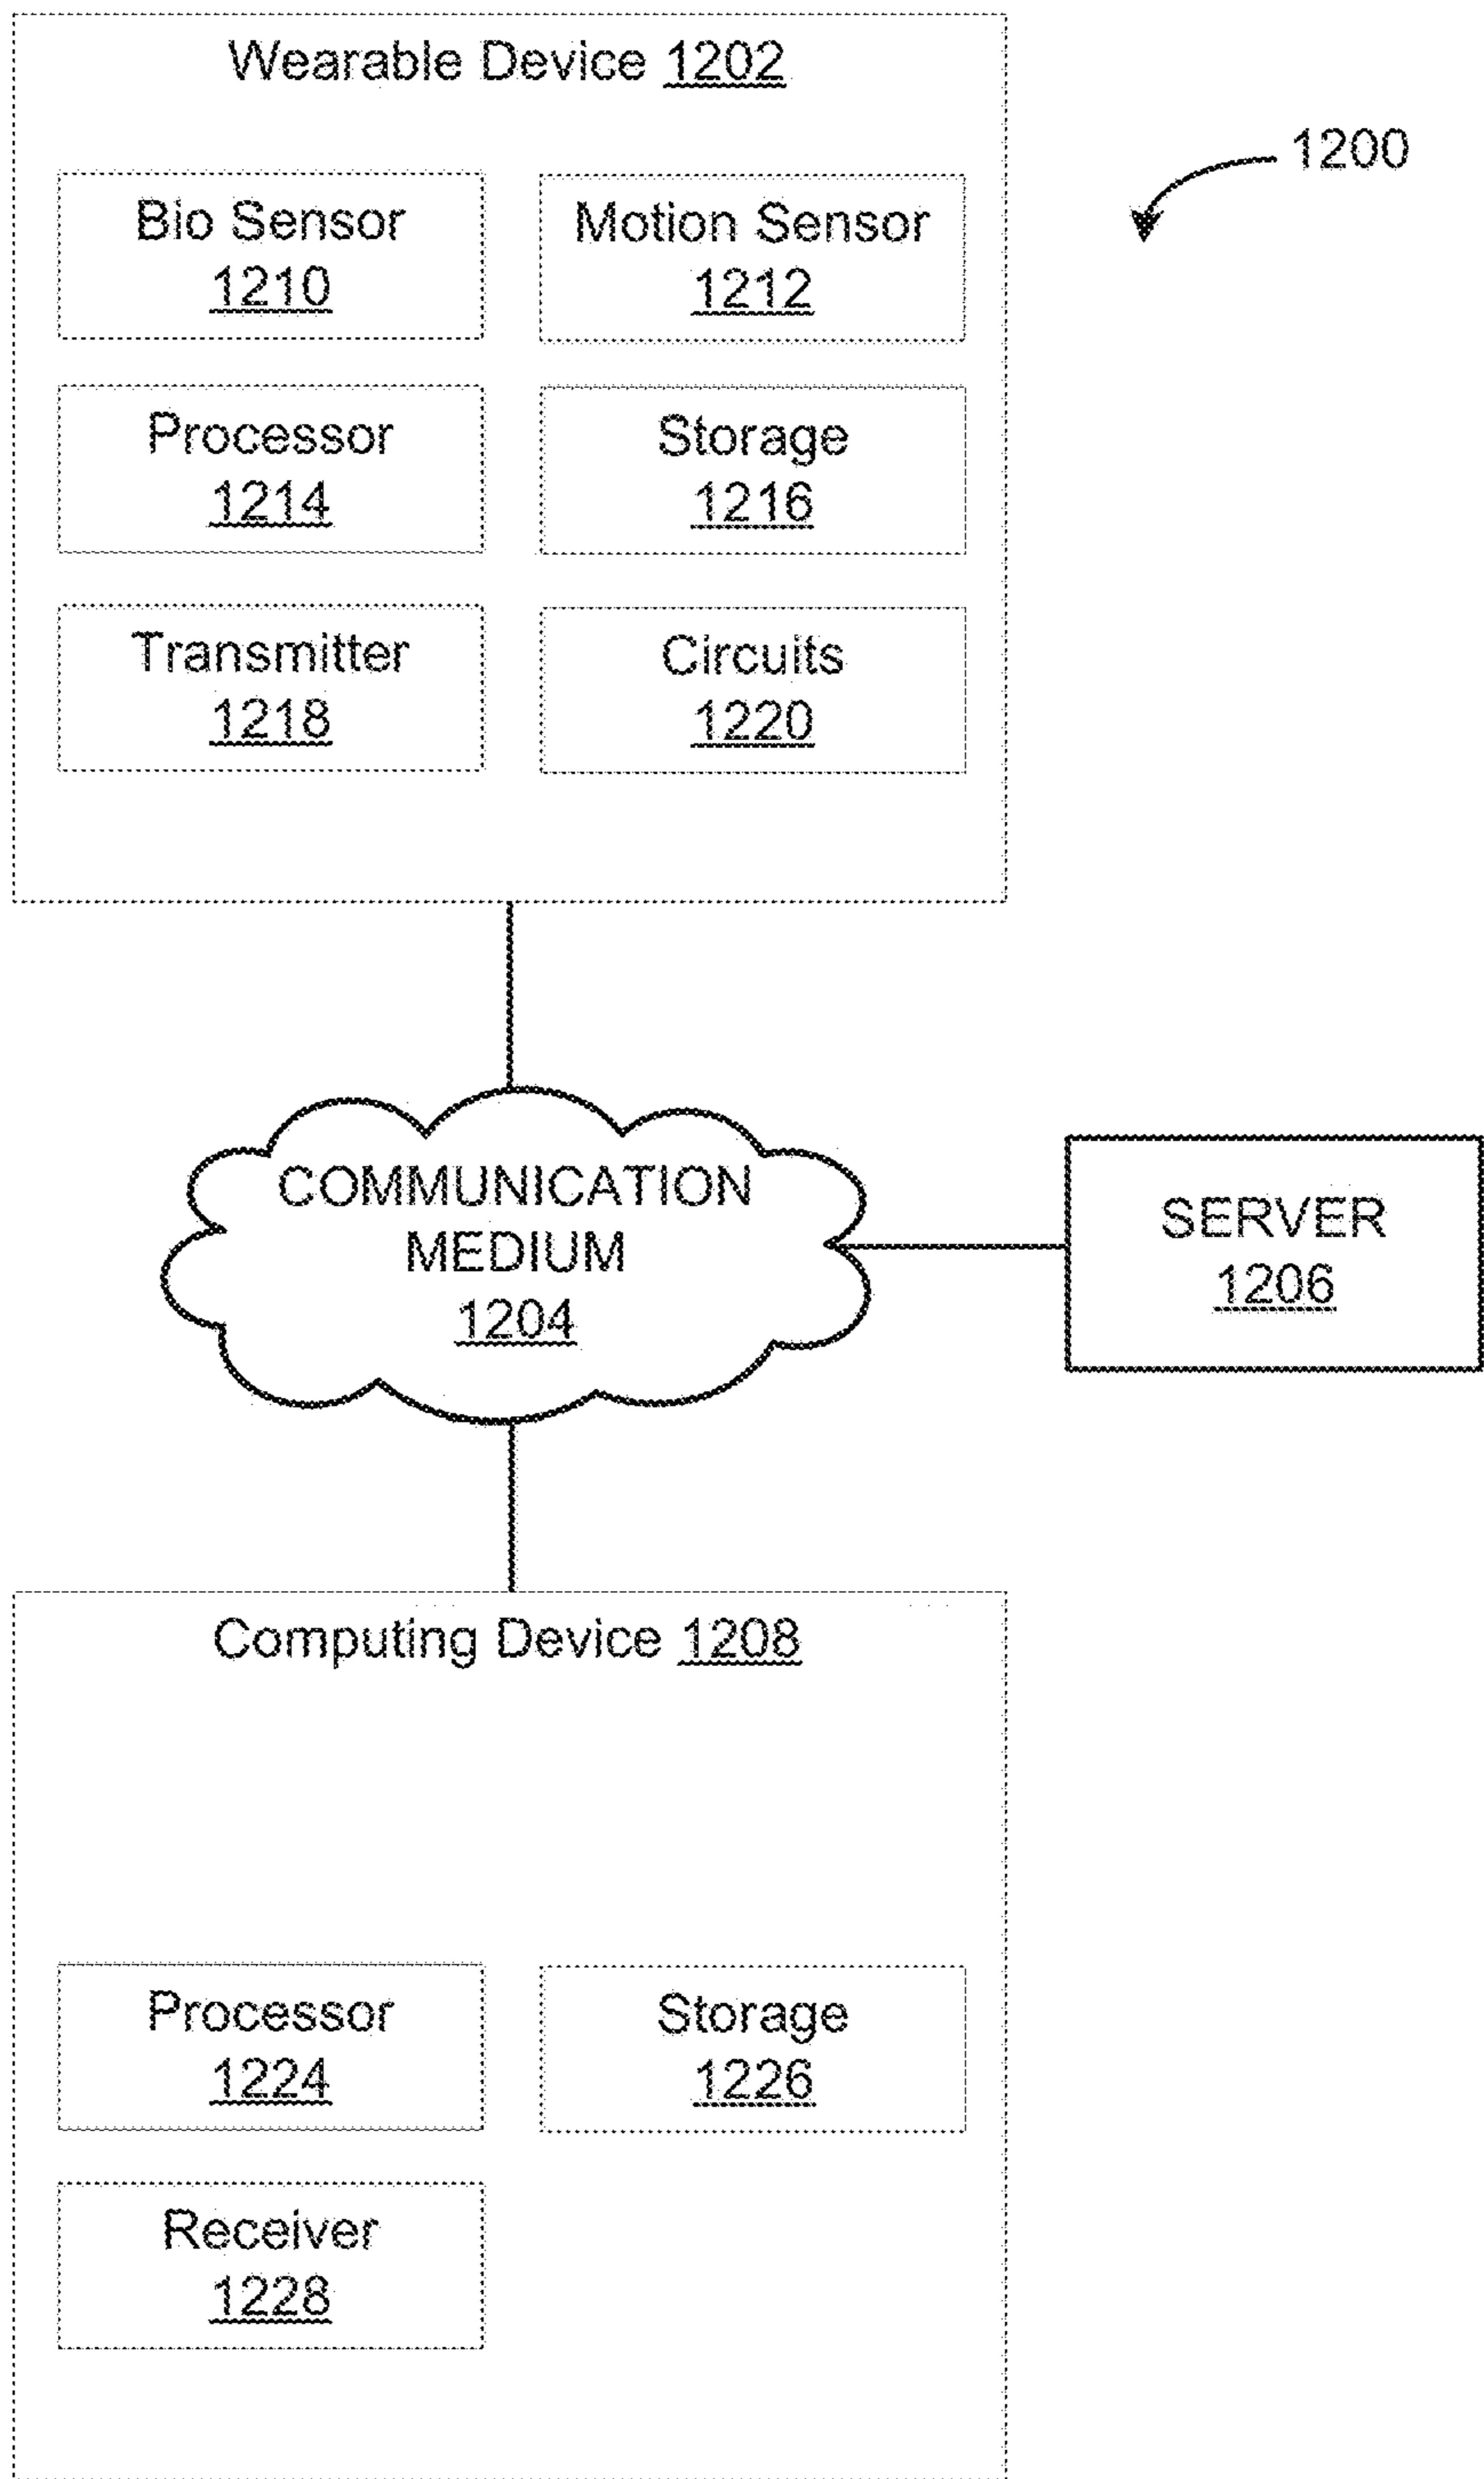 Wearable Device 1202
1200
Bio Sensor
1210
Motion Sensor
1212
Processor
1214
Storage
1216
Transmitter
1218
Circuits
1220
COMMUNICATION
MEDIUM
1204
SERVER
1206
Computing Device 1208
Processor
1224
Storage
1226
Receiver
1228